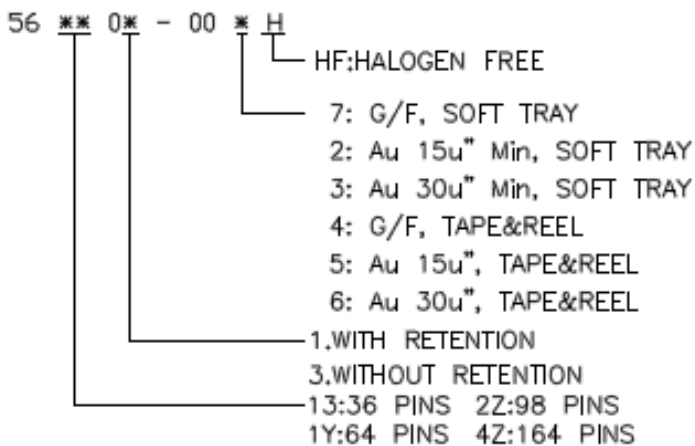 56 ** 0* - 00 * H
HF:HALOGEN FREE
7: G/F, SOFT TRAY
2: Au 15u" Min, SOFT TRAY
3: Au 30u" Min, SOFT TRAY
4: G/F, TAPE&REEL
5: Au 15u", TAPE&REEL
6: Au 30u", TAPE&REEL
1.WITH RETENTION
3.WITHOUT RETENTION
13:36 PINS 2Z:98 PINS
1Y:64 PINS 4Z:164 PINS